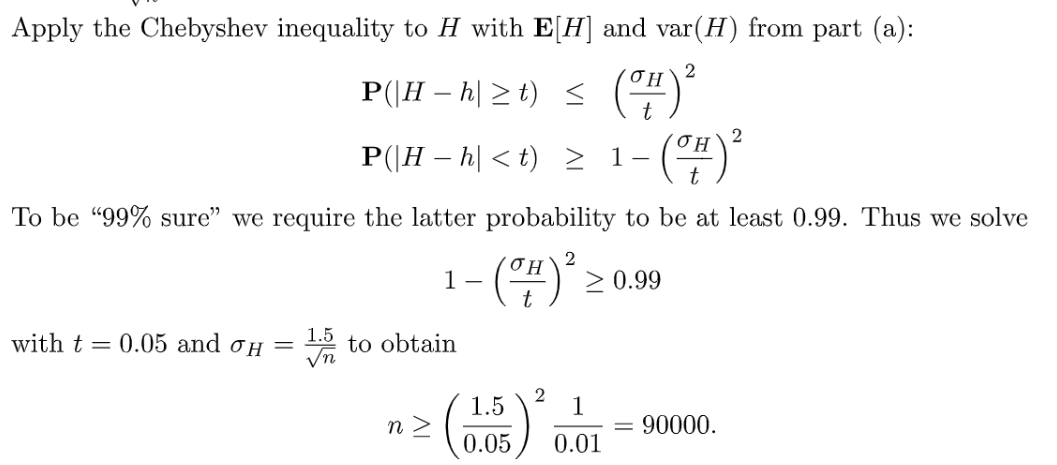 Apply the Chebyshev inequality to H with E[H] and var(H) from part (a):
P(|H − h| ≥ t) ≤ (σ_H / t)²
P(|H − h| < t) ≥ 1 − (σ_H / t)²
To be “99% sure” we require the latter probability to be at least 0.99. Thus we solve
1 − (σ_H / t)² ≥ 0.99
with t = 0.05 and σ_H = 1.5/√n to obtain
n ≥ (1.5 / 0.05)² 1/0.01 = 90000.